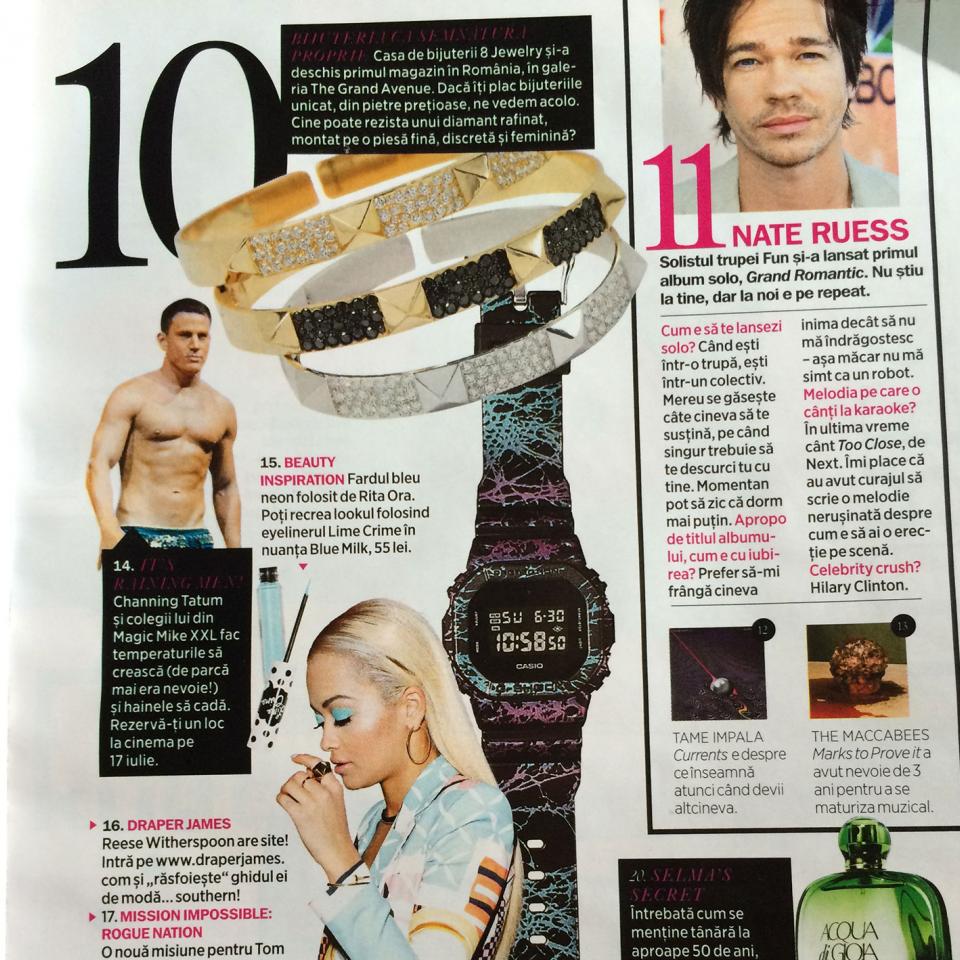 10
BIJUTERIA CA SEMNĂTURĂ
PROPRIE Casa de bijuterii 8 Jewelry și-a
deschis primul magazin în România, în gale-
ria The Grand Avenue. Dacă îți plac bijuteriile
unicat, din pietre prețioase, ne vedem acolo.
Cine poate rezista unui diamant rafinat,
montat pe o piesă fină, discretă și feminină?
11 NATE RUESS
Solistul trupei Fun și-a lansat primul
album solo, Grand Romantic. Nu știu
la tine, dar la noi e pe repeat.
Cum e să te lansezi
solo? Când ești
într-o trupă, ești
într-un colectiv.
Mereu se găsește
câte cineva să te
susțină, pe când
singur trebuie să
te descurci tu cu
tine. Momentan
pot să zic că dorm
mai puțin. Apropo
de titlul albumu-
lui, cum e cu iubi-
rea? Prefer să-mi
frângă cineva
inima decât să nu
mă îndrăgostesc
– așa măcar nu mă
simt ca un robot.
Melodia pe care o
cânți la karaoke?
În ultima vreme
cânt Too Close, de
Next. Îmi place că
au avut curajul să
scrie o melodie
nerușinată despre
cum e să ai o erec-
ție pe scenă.
Celebrity crush?
Hilary Clinton.
12
TAME IMPALA
Currents e despre
ce înseamnă
atunci când devii
altcineva.
13
THE MACCABEES
Marks to Prove it a
avut nevoie de 3
ani pentru a se
maturiza muzical.
14. IT'S
RAINING MEN!
Channing Tatum
și colegii lui din
Magic Mike XXL fac
temperaturile să
crească (de parcă
mai era nevoie!)
și hainele să cadă.
Rezervă-ți un loc
la cinema pe
17 iulie.
15. BEAUTY
INSPIRATION Fardul bleu
neon folosit de Rita Ora.
Poți recrea lookul folosind
eyelinerul Lime Crime în
nuanța Blue Milk, 55 lei.
SU 6-30
10:58 50
CASIO
16. DRAPER JAMES
Reese Witherspoon are site!
Intră pe www.draperjames.
com și „răsfoiește“ ghidul ei
de modă... southern!
17. MISSION IMPOSSIBLE:
ROGUE NATION
O nouă misiune pentru Tom
20. SELMA'S
SECRET
Întrebată cum se
menține tânără la
aproape 50 de ani,
ACQUA
di GIOIA